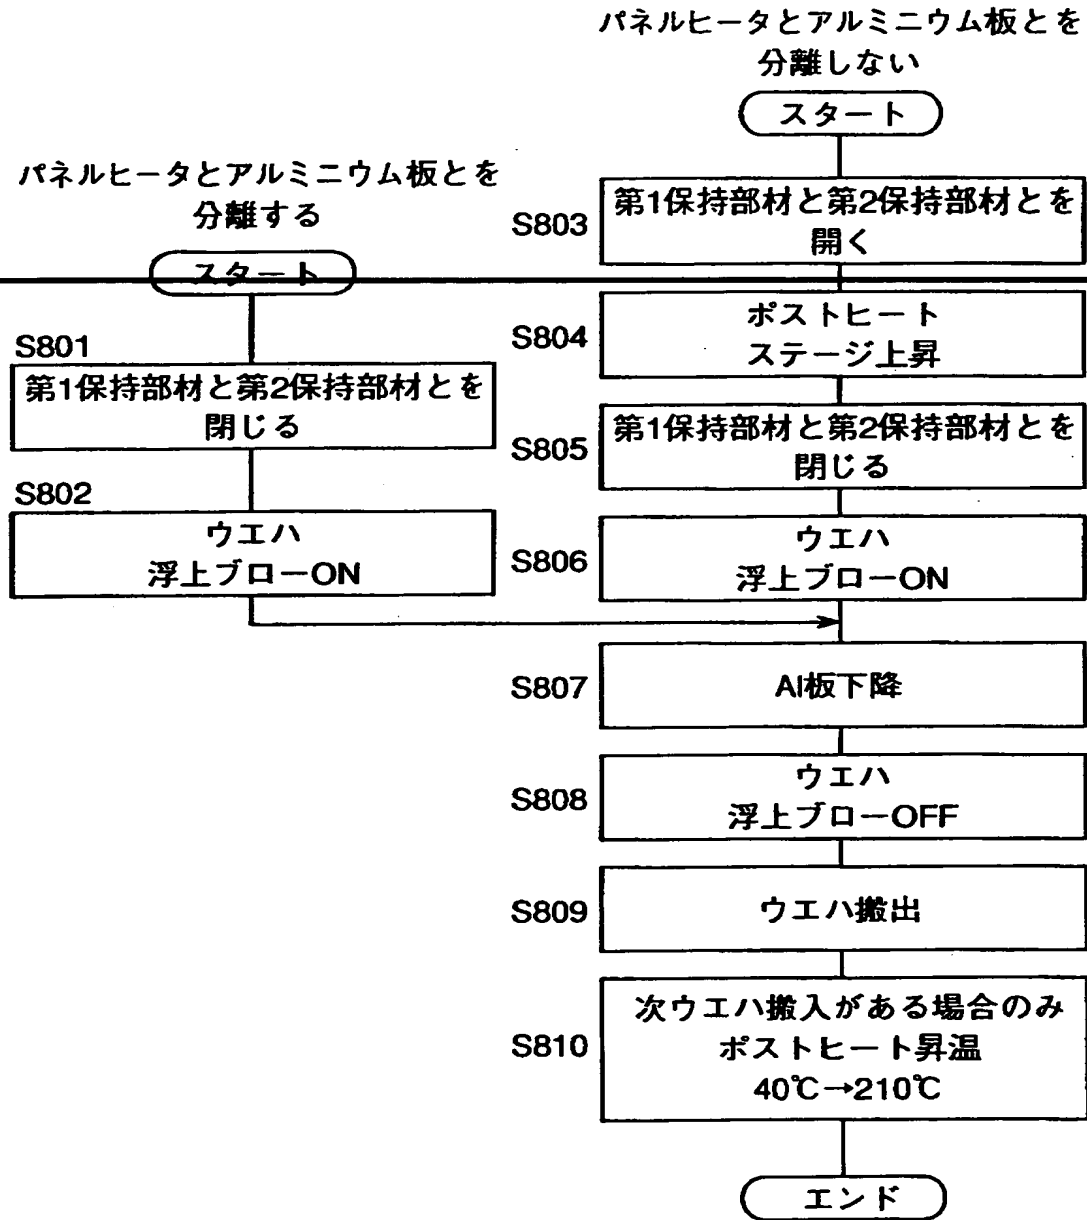 パネルヒータとアルミニウム板とを
分離しない
スタート
S803
第1保持部材と第2保持部材とを
開く
S804
ポストヒート
ステージ上昇
S805
第1保持部材と第2保持部材とを
閉じる
S806
ウエハ
浮上ブローON
パネルヒータとアルミニウム板とを
分離する
スタート
S801
第1保持部材と第2保持部材とを
閉じる
S802
ウエハ
浮上ブローON
S807
Al板下降
S808
ウエハ
浮上ブローOFF
S809
ウエハ搬出
S810
次ウエハ搬入がある場合のみ
ポストヒート昇温
40℃→210℃
エンド